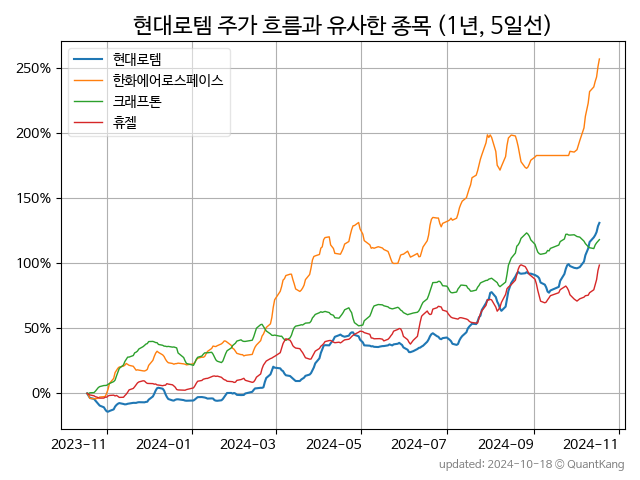 현대로템 주가 흐름과 유사한 종목 (1년, 5일선)
현대로템
한화에어로스페이스
크래프톤
휴젤
250%
200%
150%
100%
50%
0%
2023-11 2024-01 2024-03 2024-05 2024-07 2024-09 2024-11
updated: 2024-10-18 © QuantKang